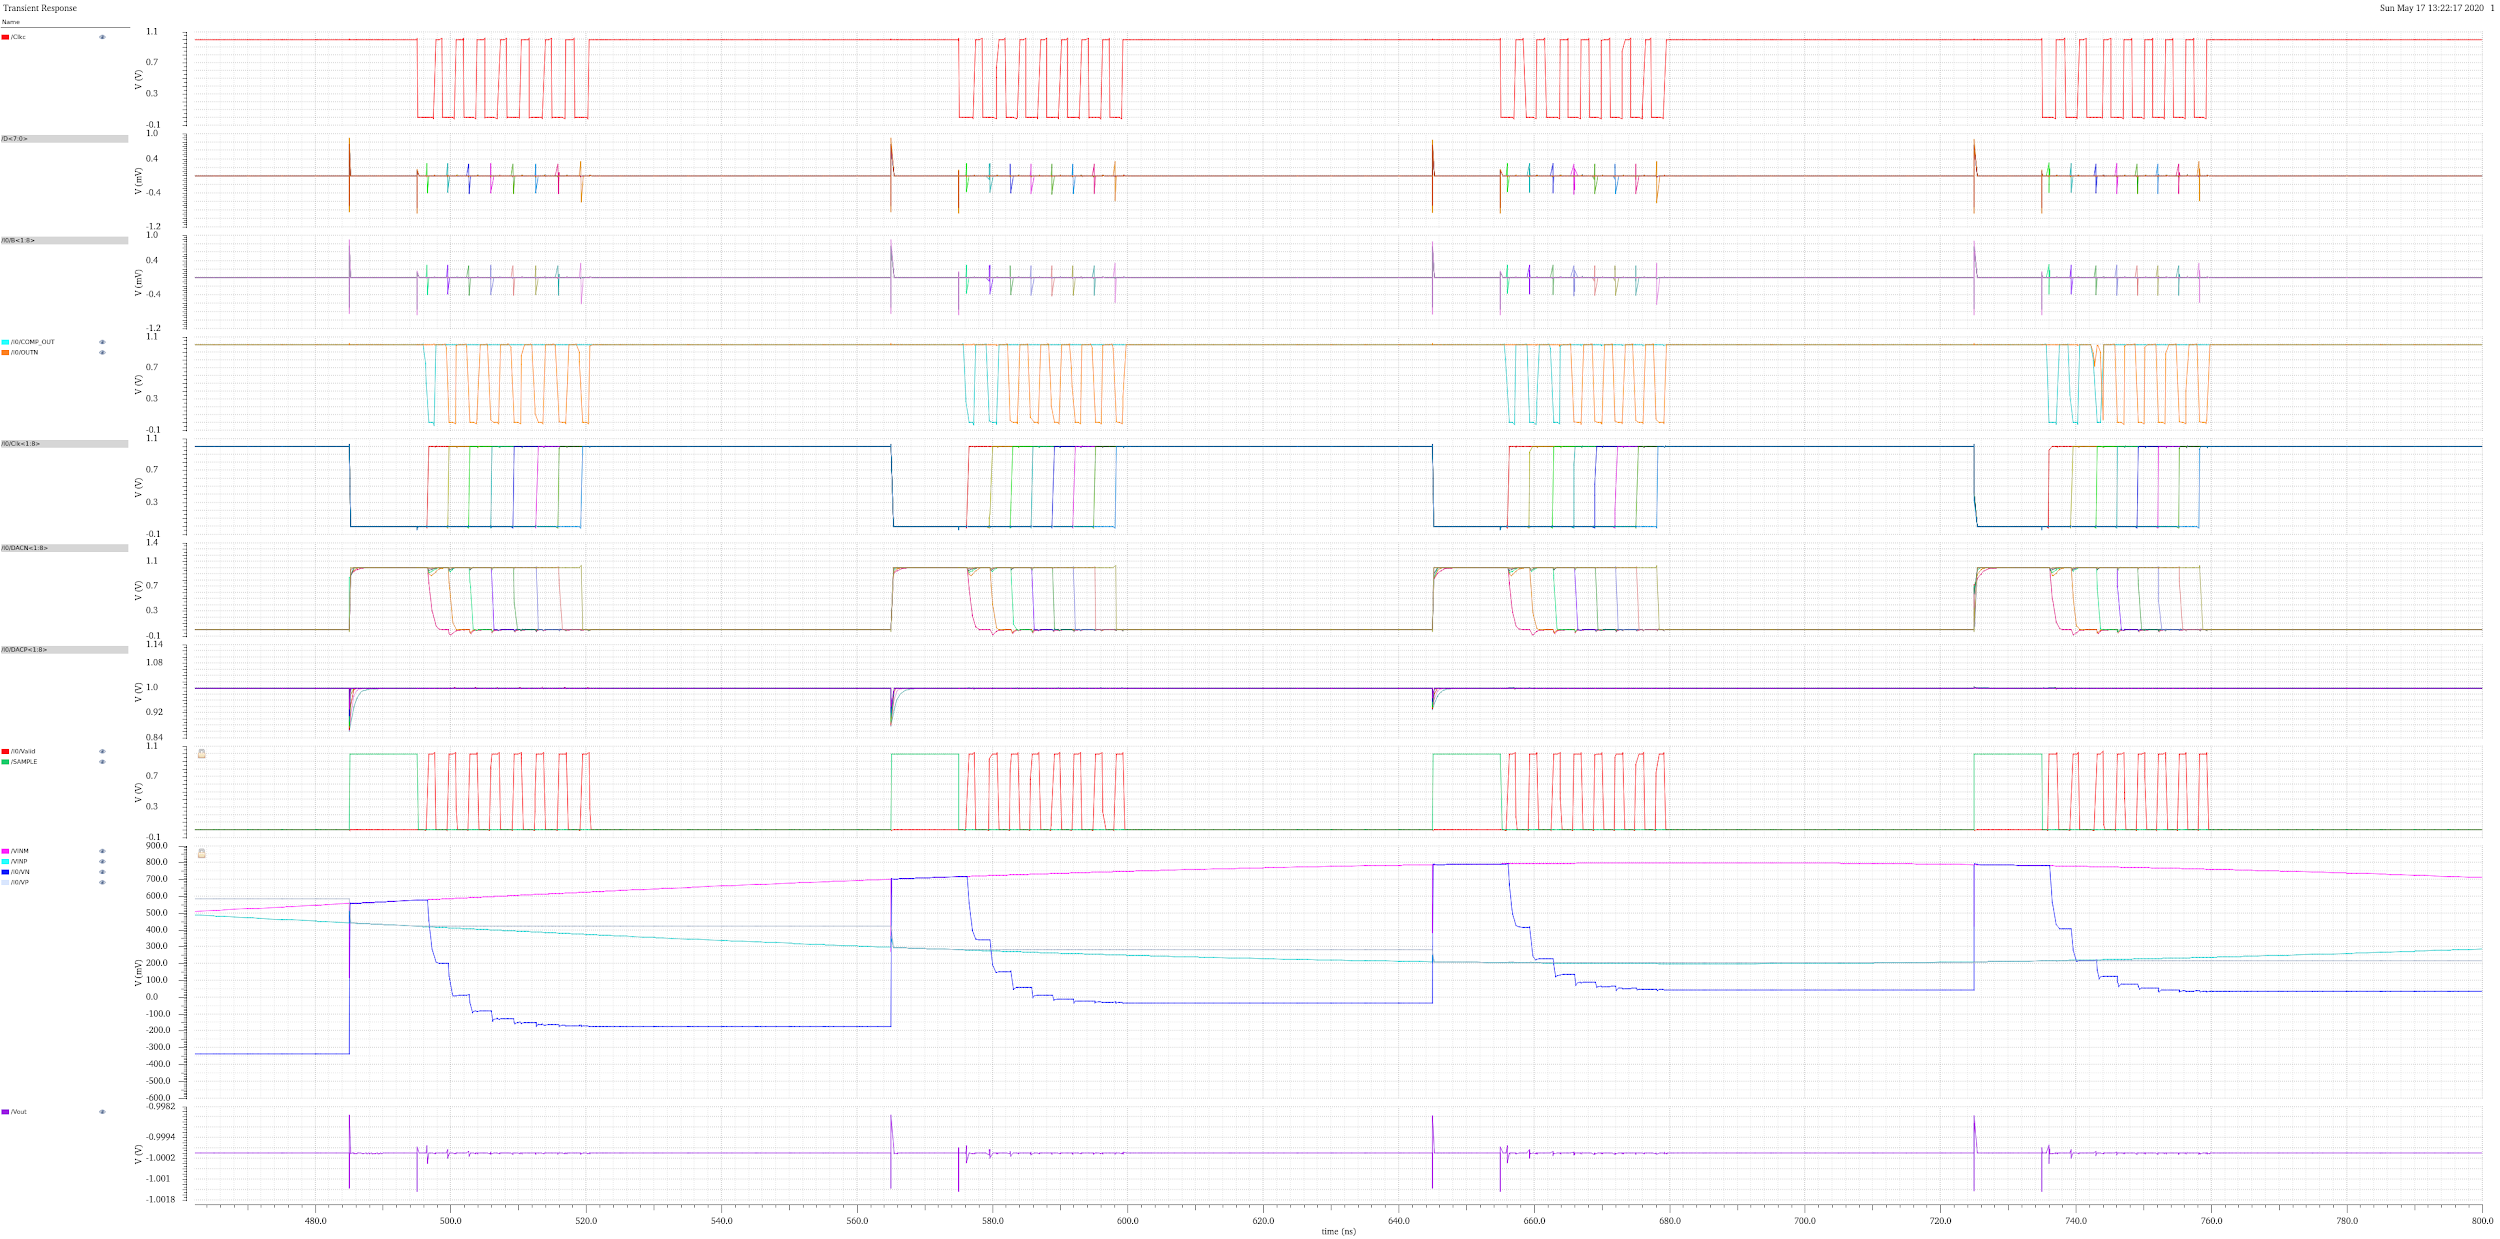 Transient Response
Sun May 17 13:22:17 2020 1
Name
/Clkc
1.1
0.7
0.3
-0.1
V (V)
/D<7:0>
1.0
0.4
-0.4
-1.2
V (mV)
/I0/B<1:8>
1.0
0.4
-0.4
-1.2
V (mV)
/I0/COMP_OUT
/I0/OUTN
1.1
0.7
0.3
-0.1
V (V)
/I0/Clk<1:8>
1.1
0.7
0.3
-0.1
V (V)
/I0/DACN<1:8>
1.4
1.1
0.7
0.3
-0.1
V (V)
/I0/DACP<1:8>
1.14
1.08
1.0
0.92
0.84
V (V)
/I0/Valid
/SAMPLE
1.1
0.7
0.3
-0.1
V (V)
/VINM
/VINP
/I0/VN
/I0/VP
900.0
800.0
700.0
600.0
500.0
400.0
300.0
200.0
100.0
0.0
-100.0
-200.0
-300.0
-400.0
-500.0
-600.0
V (mV)
/Vout
-0.9982
-0.9994
-1.0002
-1.001
-1.0018
V (V)
480.0 500.0 520.0 540.0 560.0 580.0 600.0 620.0 640.0 660.0 680.0 700.0 720.0 740.0 760.0 780.0 800.0
time (ns)